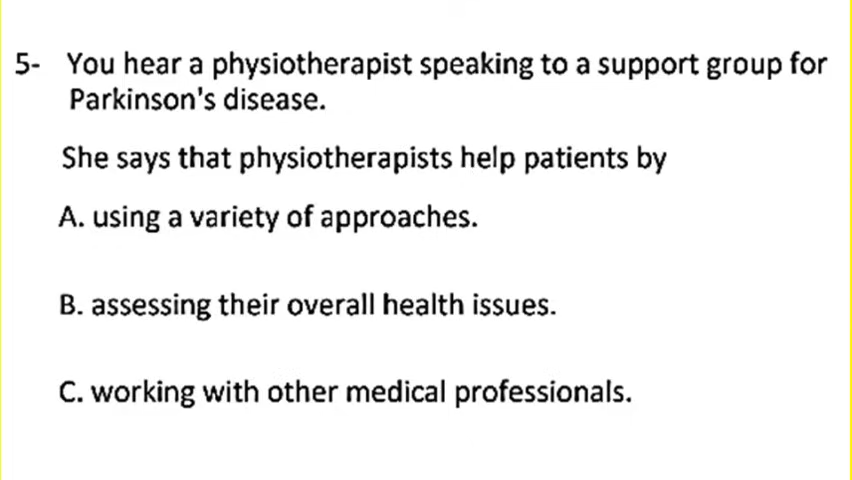 5- You hear a physiotherapist speaking to a support group for
Parkinson's disease.
She says that physiotherapists help patients by
A. using a variety of approaches.
B. assessing their overall health issues.
C. working with other medical professionals.